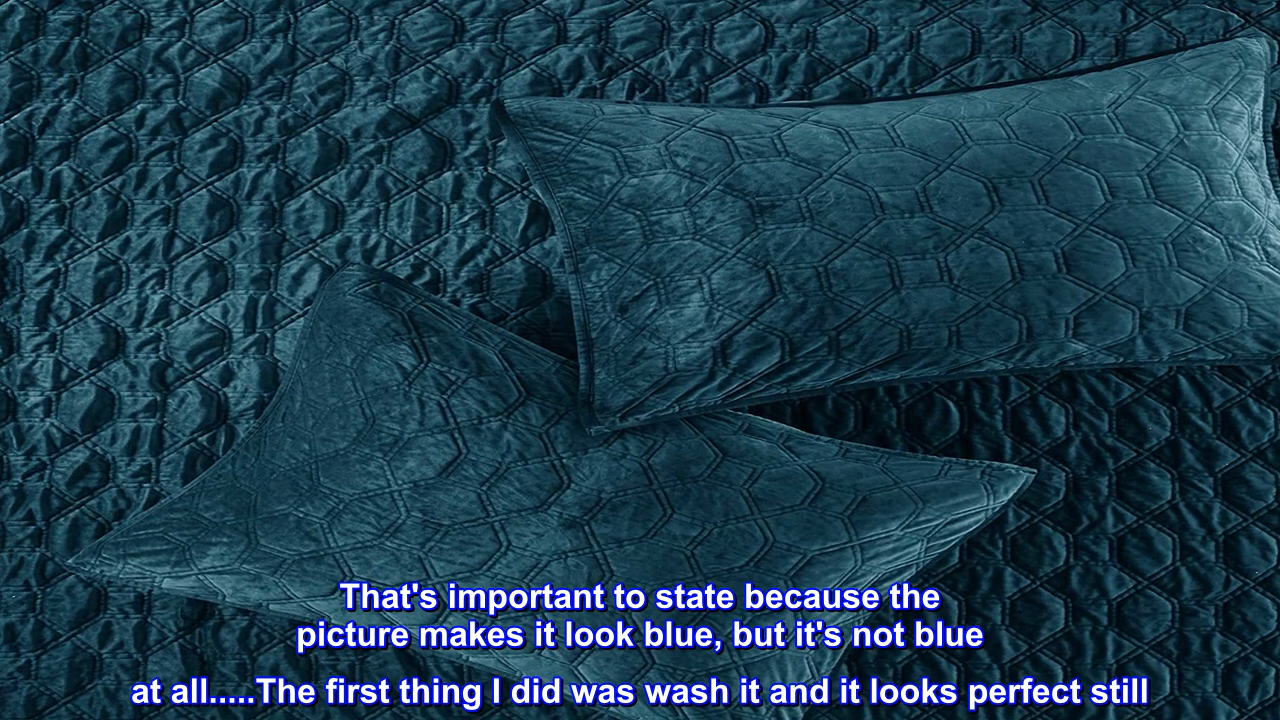 That's important to state because the
picture makes it look blue, but it's not blue
at all.....The first thing I did was wash it and it looks perfect still